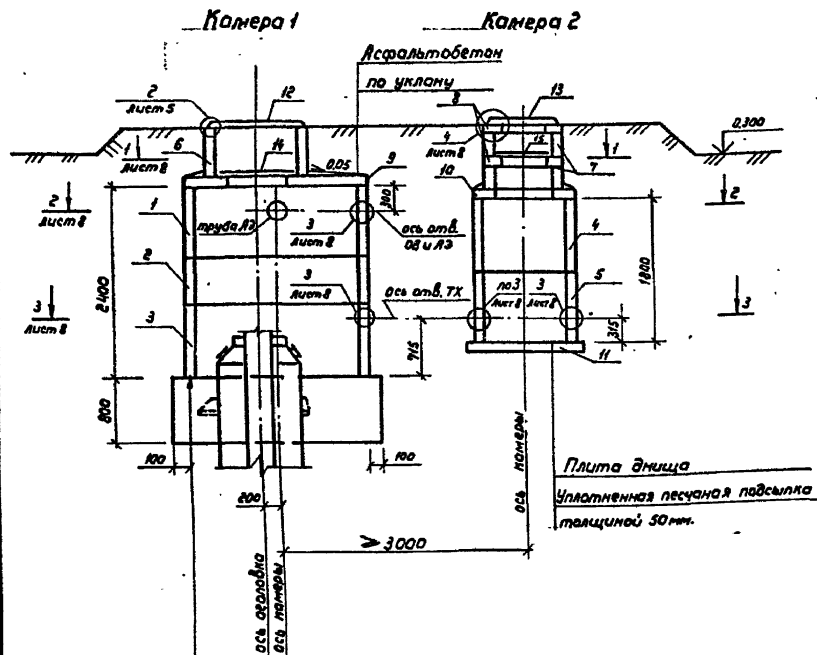 Камера 1
Камера 2
Асфальтобетон
по уклану
2
лист 5
12
13
8
4
лист 8
15
0,300
1
лист 8
6
14
0,05
9
7
1
10
2
лист 8
1
труба ЛЭ
3
лист 8
300
ось отв.
ОВ и ЛЭ
4
2
2
2400
3
лист 8
ось отв. ТХ
по 3
лист 8
3
лист 8
5
1800
3
лист 8
3
3
715
315
11
800
100
100
200
ось камеры
Плита днища
Уплотненная песчаная подсыпка
толщиной 50 мм.
≥ 3000
ось оголовка
ось камеры